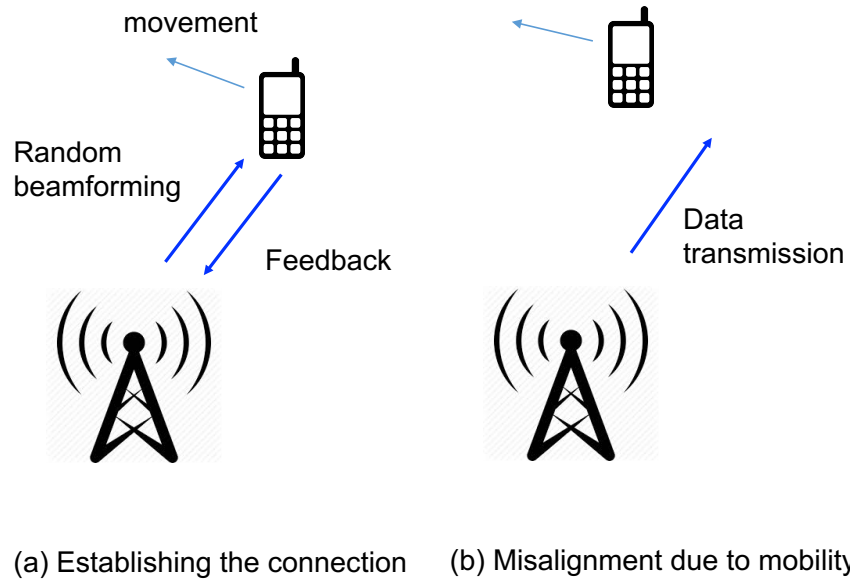 movement
Random
beamforming
Feedback
Data
transmission
(a) Establishing the connection
(b) Misalignment due to mobility